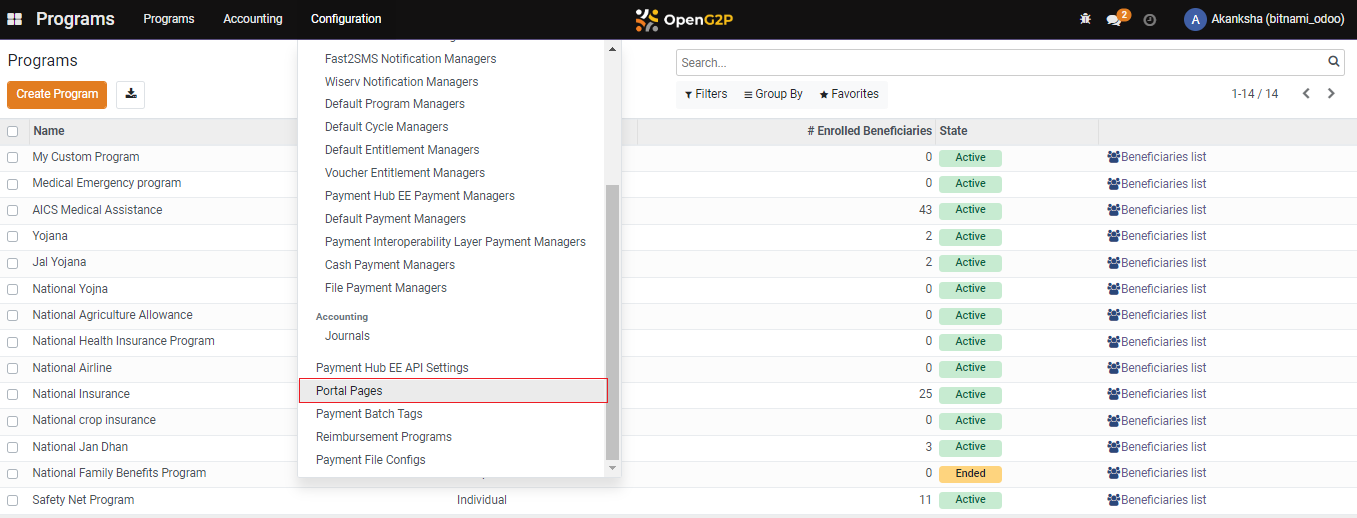 Programs Programs Accounting Configuration OpenG2P 2 A Akanksha (bitnami_odoo)
Programs
Search...
Create Program
Filters Group By Favorites 1-14 / 14
Fast2SMS Notification Managers
Wiserv Notification Managers
Default Program Managers
Default Cycle Managers
Default Entitlement Managers
Voucher Entitlement Managers
Payment Hub EE Payment Managers
Default Payment Managers
Payment Interoperability Layer Payment Managers
Cash Payment Managers
File Payment Managers
Accounting
Journals
Payment Hub EE API Settings
Portal Pages
Payment Batch Tags
Reimbursement Programs
Payment File Configs
Name # Enrolled Beneficiaries State
My Custom Program 0 Active Beneficiaries list
Medical Emergency program 0 Active Beneficiaries list
AICS Medical Assistance 43 Active Beneficiaries list
Yojana 2 Active Beneficiaries list
Jal Yojana 2 Active Beneficiaries list
National Yojna 0 Active Beneficiaries list
National Agriculture Allowance 0 Active Beneficiaries list
National Health Insurance Program 0 Active Beneficiaries list
National Airline 0 Active Beneficiaries list
National Insurance 25 Active Beneficiaries list
National crop insurance 0 Active Beneficiaries list
National Jan Dhan 3 Active Beneficiaries list
National Family Benefits Program 0 Ended Beneficiaries list
Safety Net Program Individual 11 Active Beneficiaries list